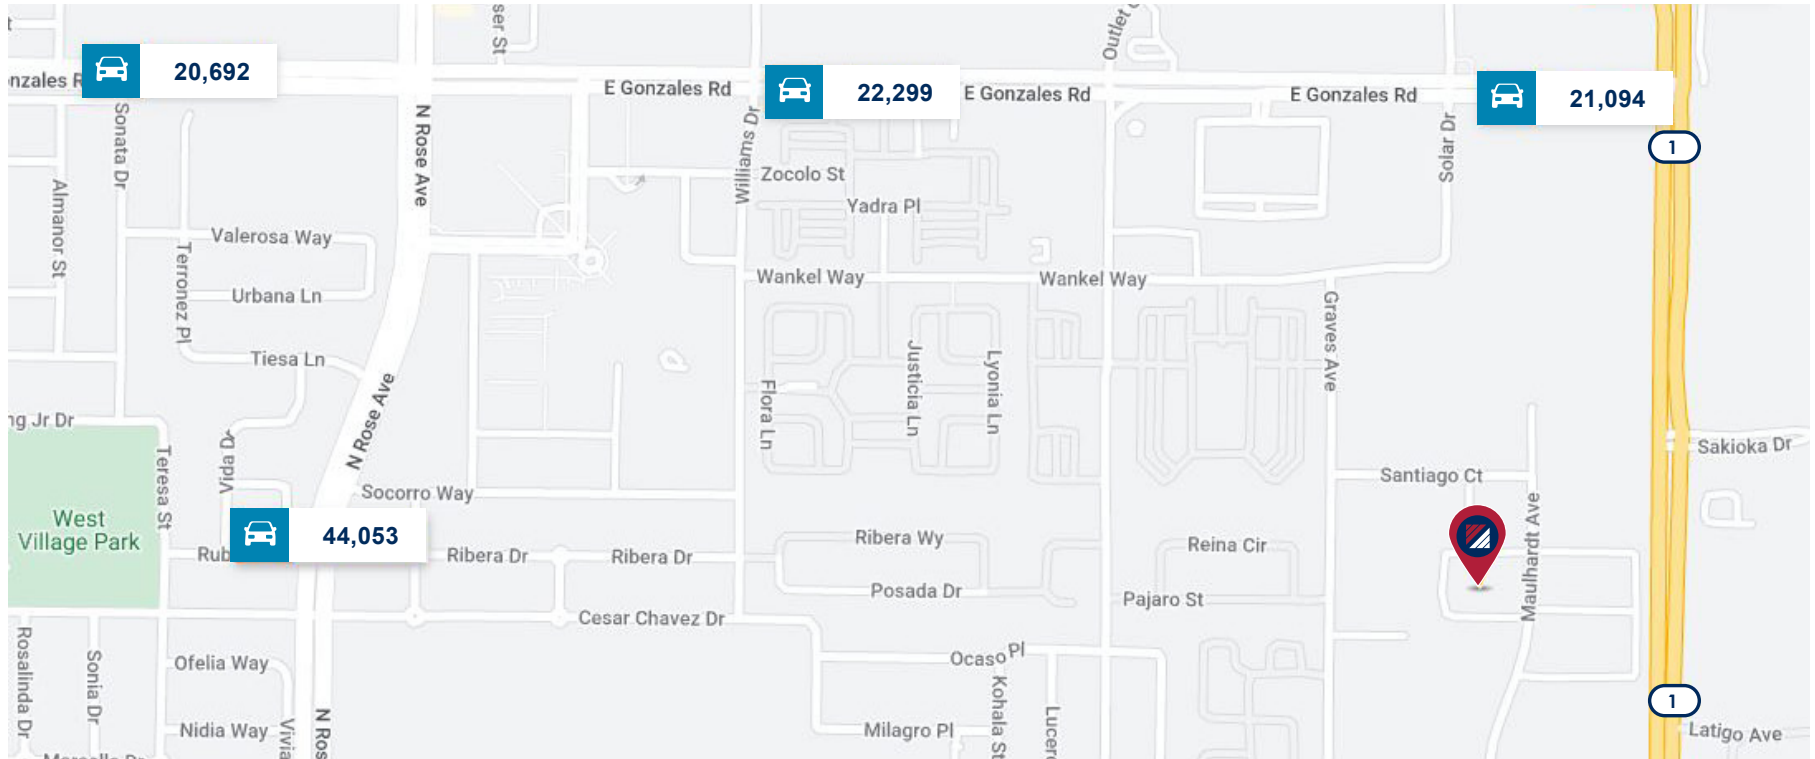 ser St
Outlet
20,692
22,299
21,094
nzales R
E Gonzales Rd
E Gonzales Rd
E Gonzales Rd
Sonata Dr
N Rose Ave
Williams Dr
Solar Dr
1
Zocolo St
Yadra Pl
Almanor St
Valerosa Way
Terronez Pl
Urbana Ln
Wankel Way
Wankel Way
Graves Ave
Tiesa Ln
Justicia Ln
Lyonia Ln
Flora Ln
N Rose Ave
ng Jr Dr
Vida Dr
Teresa St
Sakioka Dr
Santiago Ct
Socorro Way
Maulhardt Ave
West
Village Park
44,053
Rub
Ribera Dr
Ribera Dr
Ribera Wy
Reina Cir
Posada Dr
Pajaro St
Cesar Chavez Dr
Rosalinda Dr
Sonia Dr
Ofelia Way
Ocaso Pl
Kohala St
Lucer
N Ros
Nidia Way
Vivia
Milagro Pl
1
Latigo Ave